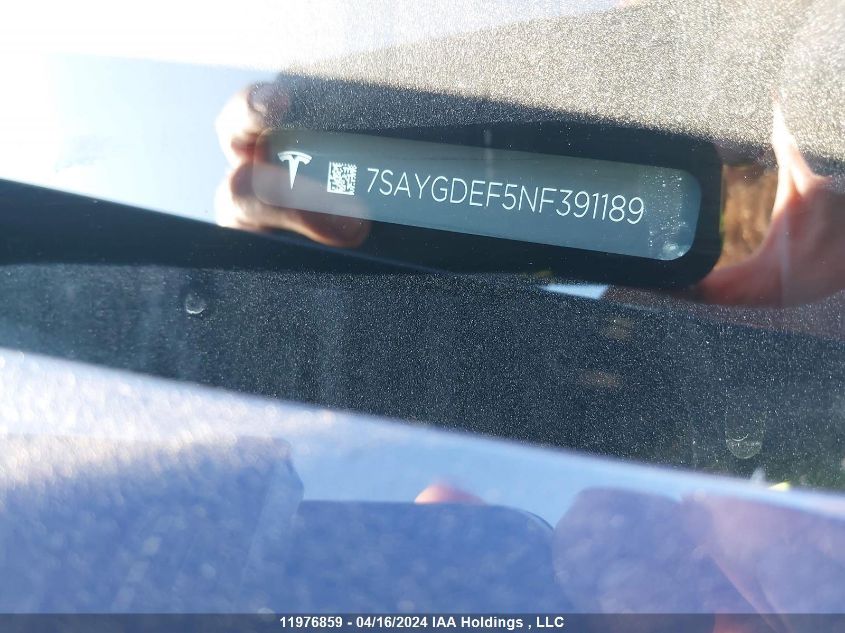 7SAYGDEF5NF391189
11976859 - 04/16/2024 IAA Holdings , LLC